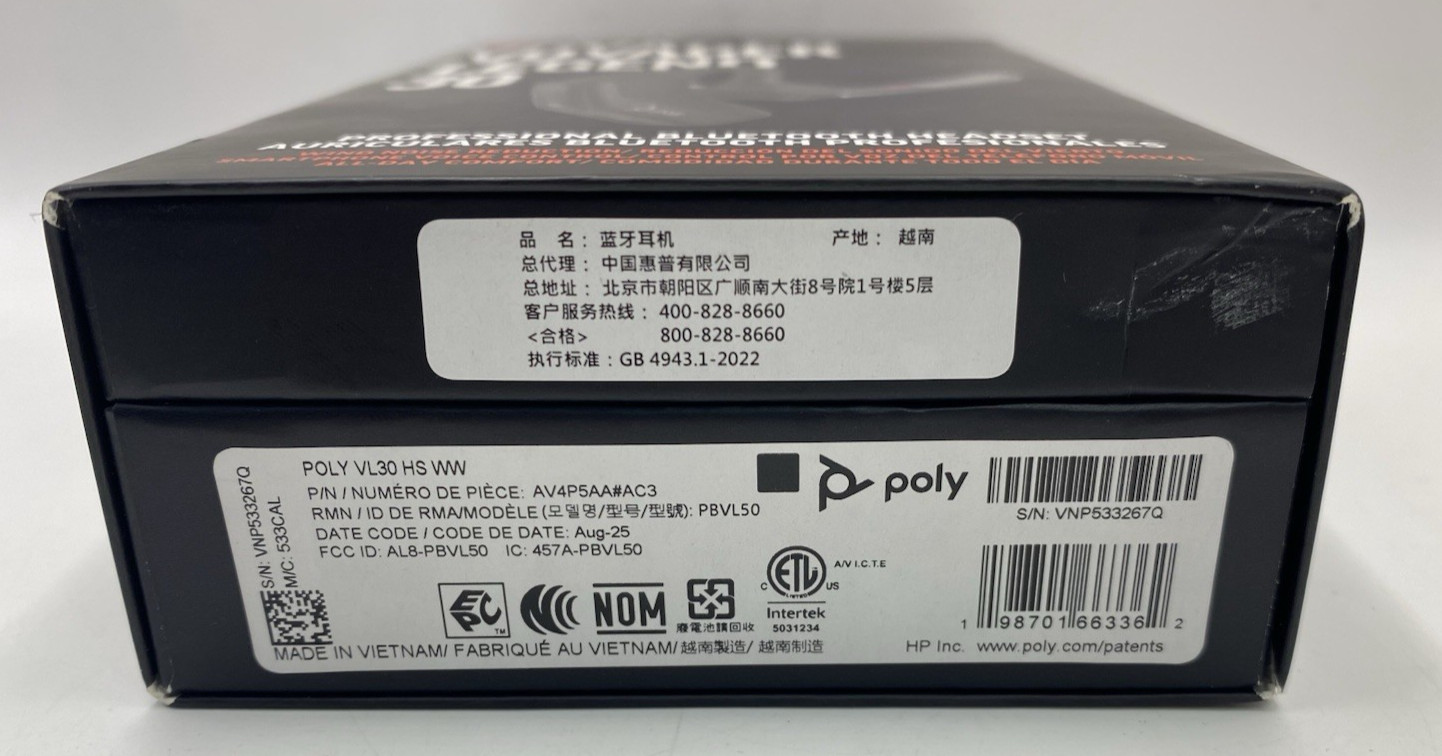 30
PROFESSIONAL BLUETOOTH HEADSET
AURICULARES BLUETOOTH PROFESIONALES
品 名： 蓝牙耳机 产地： 越南
总代理： 中国惠普有限公司
总地址： 北京市朝阳区广顺南大街8号院1号楼5层
客户服务热线： 400-828-8660
<合格> 800-828-8660
执行标准：GB 4943.1-2022
S/N: VNP533267Q
M/C: 533CAL
POLY VL30 HS WW
P/N / NUMÉRO DE PIÈCE: AV4P5AA#AC3
RMN / ID DE RMA/MODÈLE (모델명/型号/型號): PBVL50
DATE CODE / CODE DE DATE: Aug-25
FCC ID: AL8-PBVL50 IC: 457A-PBVL50
poly
S/N: VNP533267Q
EPC TM
NOM
廢電池請回收
C ETL US
LISTED
Intertek
5031234
A/V I.C.T.E
1 98701 66336 2
MADE IN VIETNAM/ FABRIQUÉ AU VIETNAM/ 越南製造/ 越南制造
HP Inc. www.poly.com/patents